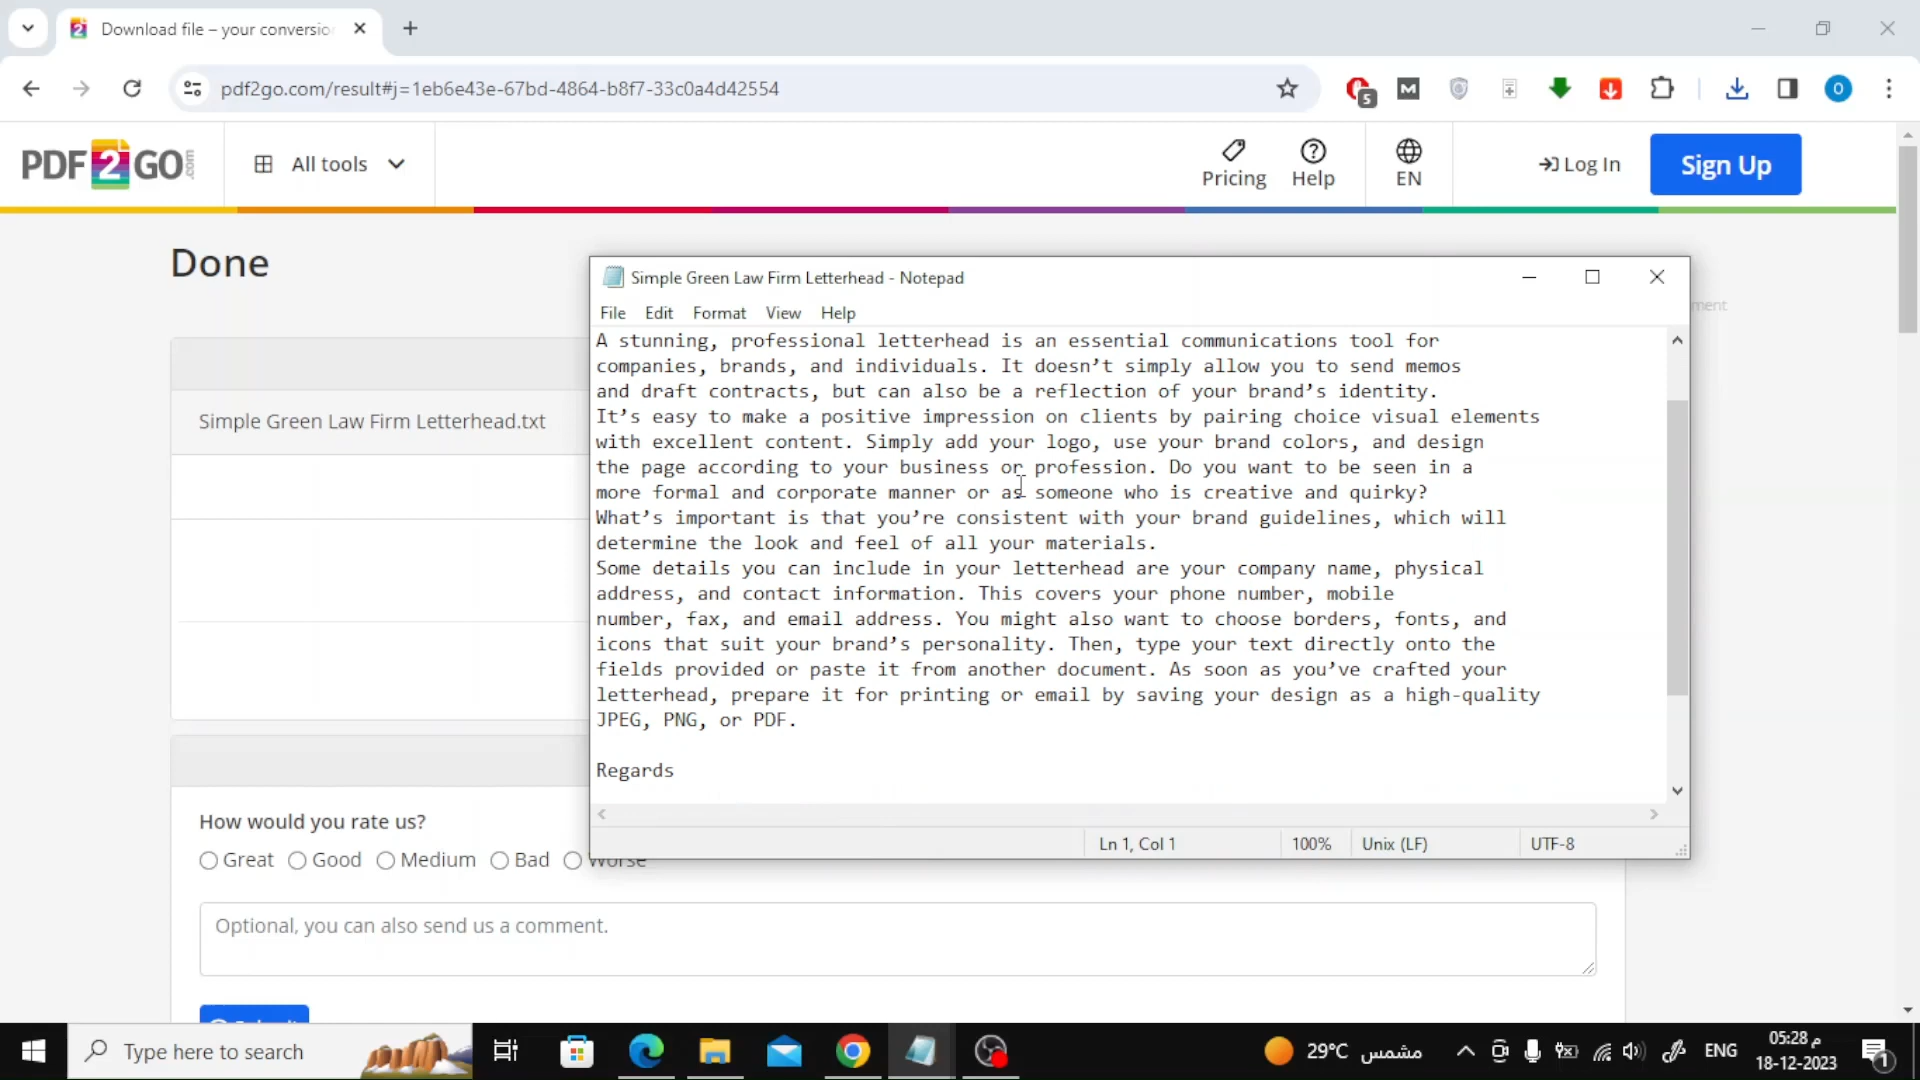 Download file – your conversio
pdf2go.com/result#j=1eb6e43e-67bd-4864-b8f7-33c0a4d42554
5
M
O
PDF2GO.com
All tools
Pricing
Help
EN
Log In
Sign Up
Done
Simple Green Law Firm Letterhead.txt
Simple Green Law Firm Letterhead - Notepad
File Edit Format View Help
A stunning, professional letterhead is an essential communications tool for
companies, brands, and individuals. It doesn’t simply allow you to send memos
and draft contracts, but can also be a reflection of your brand’s identity.
It’s easy to make a positive impression on clients by pairing choice visual elements
with excellent content. Simply add your logo, use your brand colors, and design
the page according to your business or profession. Do you want to be seen in a
more formal and corporate manner or as someone who is creative and quirky?
What’s important is that you’re consistent with your brand guidelines, which will
determine the look and feel of all your materials.
Some details you can include in your letterhead are your company name, physical
address, and contact information. This covers your phone number, mobile
number, fax, and email address. You might also want to choose borders, fonts, and
icons that suit your brand’s personality. Then, type your text directly onto the
fields provided or paste it from another document. As soon as you’ve crafted your
letterhead, prepare it for printing or email by saving your design as a high-quality
JPEG, PNG, or PDF.
Regards
Ln 1, Col 1
100%
Unix (LF)
UTF-8
How would you rate us?
Great Good Medium Bad Worse
Optional, you can also send us a comment.
Type here to search
29°C مشمس
ENG
05:28 م
18-12-2023
1